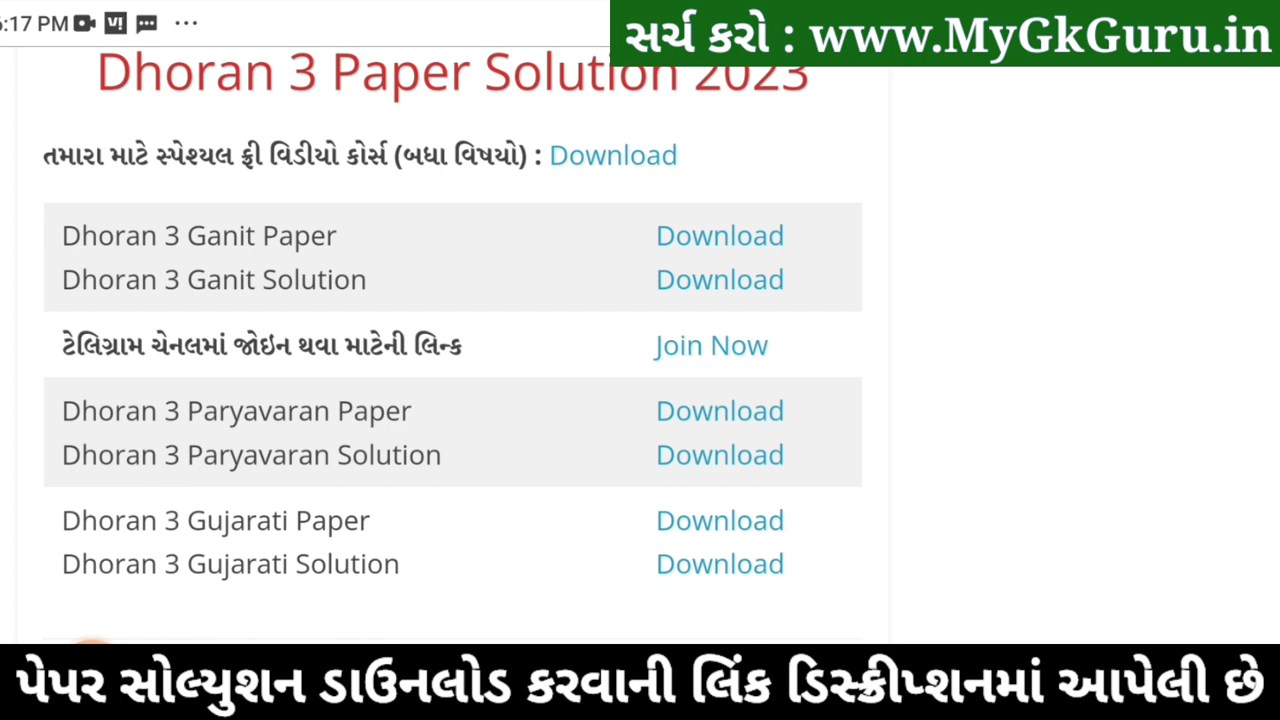 6:17 PM
સર્ચ કરો : www.MyGkGuru.in
Dhoran 3 Paper Solution 2023
તમારા માટે સ્પેશ્યલ ફ્રી વિડીયો કોર્સ (બધા વિષયો) : Download
Dhoran 3 Ganit Paper Download
Dhoran 3 Ganit Solution Download
ટેલિગ્રામ ચેનલમાં જોઇન થવા માટેની લિન્ક Join Now
Dhoran 3 Paryavaran Paper Download
Dhoran 3 Paryavaran Solution Download
Dhoran 3 Gujarati Paper Download
Dhoran 3 Gujarati Solution Download
પેપર સોલ્યુશન ડાઉનલોડ કરવાની લિંક ડિસ્ક્રીપ્શનમાં આપેલી છે